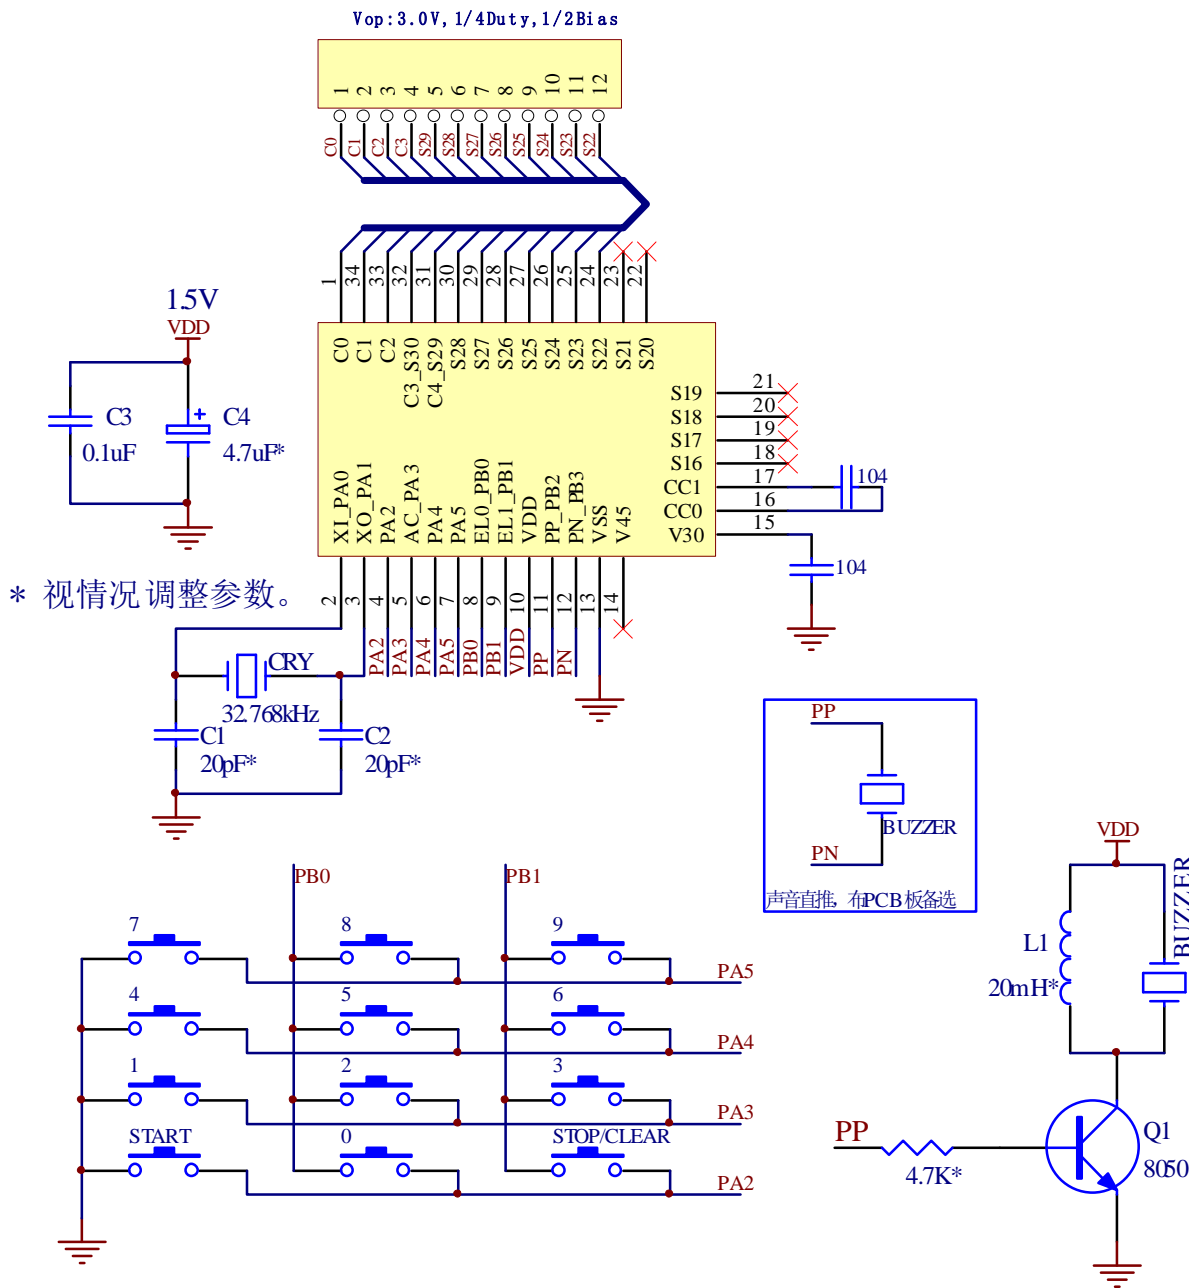 Vop:3.0V, 1/4Duty, 1/2Bias
1 2 3 4 5 6 7 8 9 10 11 12
C0 C1 C2 C3 S29 S28 S27 S26 S25 S24 S23 S22
1 34 33 32 31 30 29 28 27 26 25 24 23 22
C0 C1 C2 C3_S30 C4_S29 S28 S27 S26 S25 S24 S23 S22 S21 S20
1.5V
VDD
C3
0.1uF
C4
4.7uF*
S19 21
S18 20
S17 19
S16 18
CC1 17
CC0 16
V30 15
104
104
XI_PA0 XO_PA1 PA2 AC_PA3 PA4 PA5 EL0_PB0 EL1_PB1 VDD PP_PB2 PN_PB3 VSS V45
2 3 4 5 6 7 8 9 10 11 12 13 14
PA2 PA3 PA4 PA5 PB0 PB1 VDD PP PN
* 视情况调整参数。
CRY
32.768kHz
C1
20pF*
C2
20pF*
PP
BUZZER
PN
声音直推，布PCB板备选
VDD
BUZZER
L1
20mH*
PP
4.7K*
Q1
8050
PB0 PB1
7 8 9
PA5
4 5 6
PA4
1 2 3
PA3
START 0 STOP/CLEAR
PA2